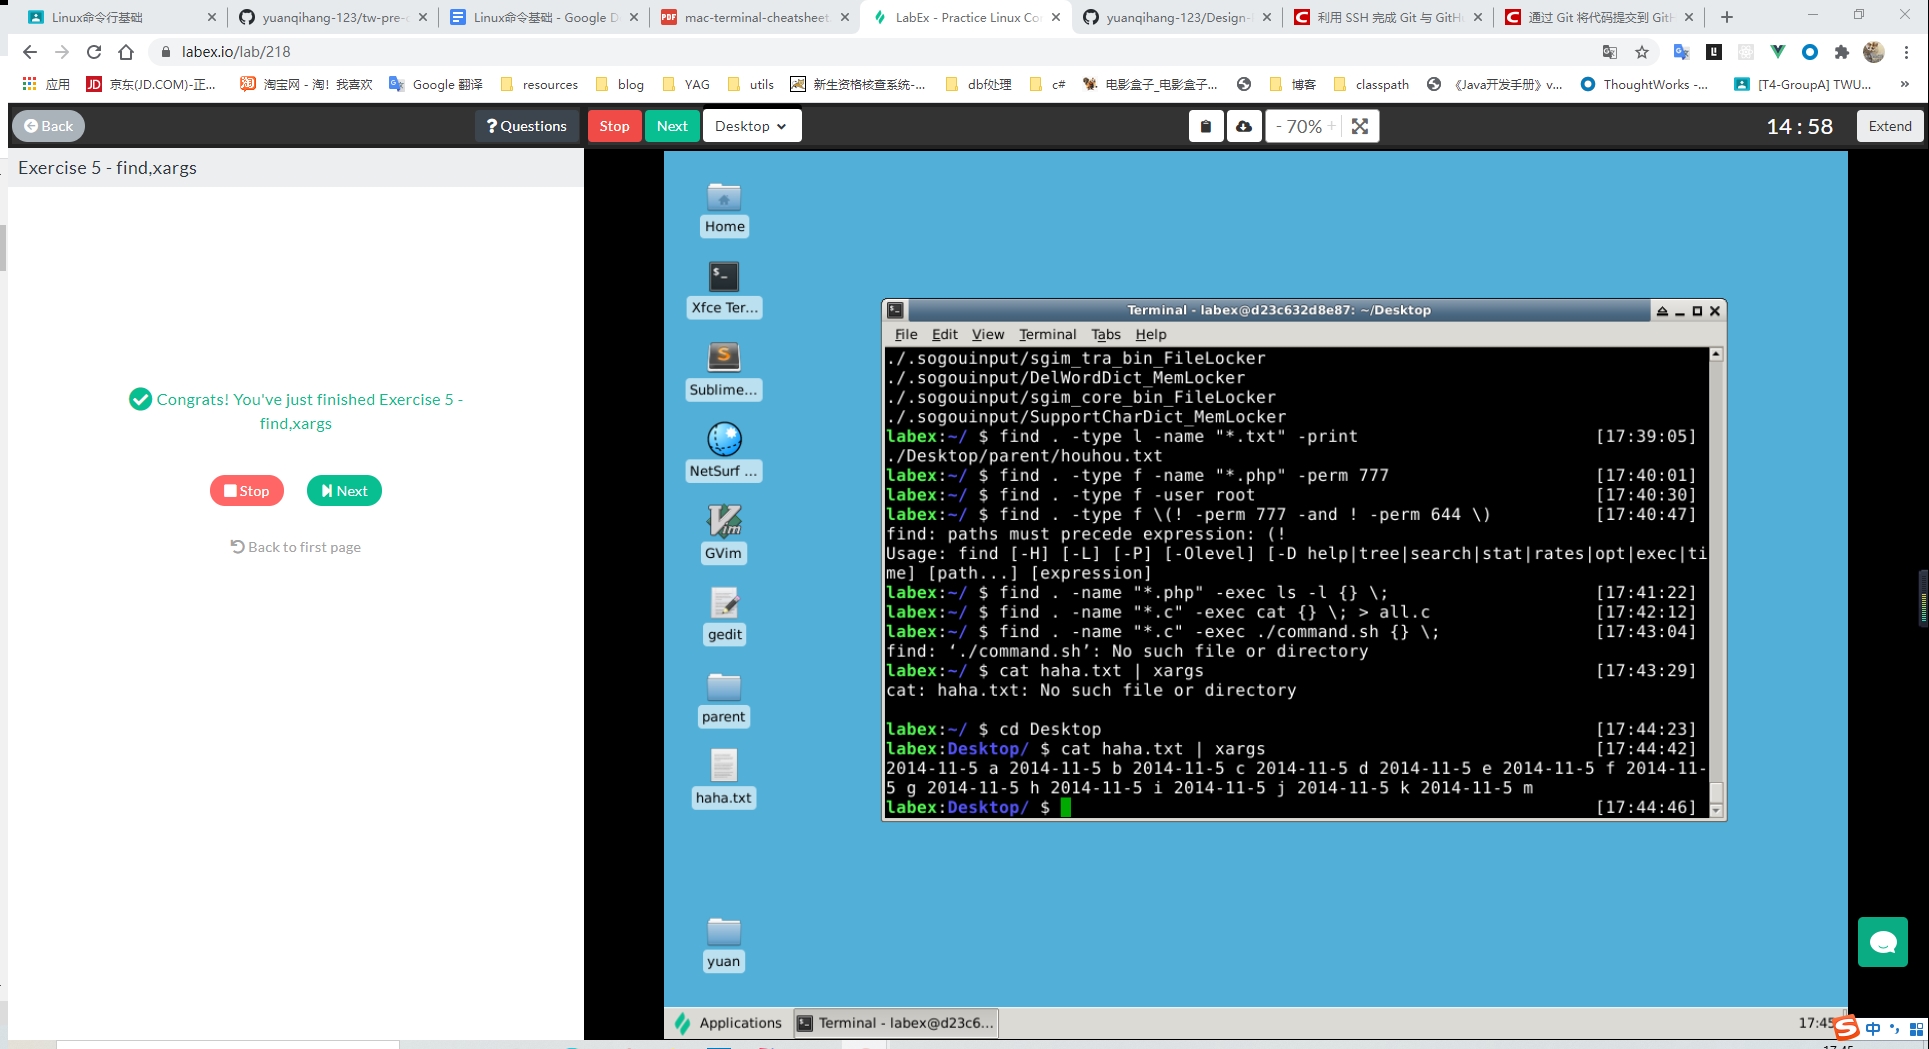 Linux命令行基础
yuanqihang-123/tw-pre-c
Linux命令基础 - Google D
mac-terminal-cheatsheet.
LabEx - Practice Linux Co
yuanqihang-123/Design-
利用 SSH 完成 Git 与 GitH
通过 Git 将代码提交到 GitH
labex.io/lab/218
应用
京东(JD.COM)-正...
淘宝网 - 淘！我喜欢
Google 翻译
resources
blog
YAG
utils
新生资格核查系统-...
dbf处理
c#
电影盒子_电影盒子...
博客
classpath
《Java开发手册》v...
ThoughtWorks -...
[T4-GroupA] TWU...
»
Back
? Questions
Stop
Next
Desktop
- 70% +
14 : 58
Extend
Exercise 5 - find,xargs
Congrats! You've just finished Exercise 5 -
find,xargs
Stop
Next
Back to first page
Home
Xfce Ter...
Sublime...
NetSurf ...
GVim
gedit
parent
haha.txt
yuan
Terminal - labex@d23c632d8e87: ~/Desktop
File Edit View Terminal Tabs Help
./.sogouinput/sgim_tra_bin_FileLocker
./.sogouinput/DelWordDict_MemLocker
./.sogouinput/sgim_core_bin_FileLocker
./.sogouinput/SupportCharDict_MemLocker
labex:~/ $ find . -type l -name "*.txt" -print [17:39:05]
./Desktop/parent/houhou.txt
labex:~/ $ find . -type f -name "*.php" -perm 777 [17:40:01]
labex:~/ $ find . -type f -user root [17:40:30]
labex:~/ $ find . -type f \(! -perm 777 -and ! -perm 644 \) [17:40:47]
find: paths must precede expression: (!
Usage: find [-H] [-L] [-P] [-Olevel] [-D help|tree|search|stat|rates|opt|exec|ti
me] [path...] [expression]
labex:~/ $ find . -name "*.php" -exec ls -l {} \; [17:41:22]
labex:~/ $ find . -name "*.c" -exec cat {} \; > all.c [17:42:12]
labex:~/ $ find . -name "*.c" -exec ./command.sh {} \; [17:43:04]
find: ‘./command.sh’: No such file or directory
labex:~/ $ cat haha.txt | xargs [17:43:29]
cat: haha.txt: No such file or directory
labex:~/ $ cd Desktop [17:44:23]
labex:Desktop/ $ cat haha.txt | xargs [17:44:42]
2014-11-5 a 2014-11-5 b 2014-11-5 c 2014-11-5 d 2014-11-5 e 2014-11-5 f 2014-11-
5 g 2014-11-5 h 2014-11-5 i 2014-11-5 j 2014-11-5 k 2014-11-5 m
labex:Desktop/ $ [17:44:46]
Applications
Terminal - labex@d23c6...
17:45
中